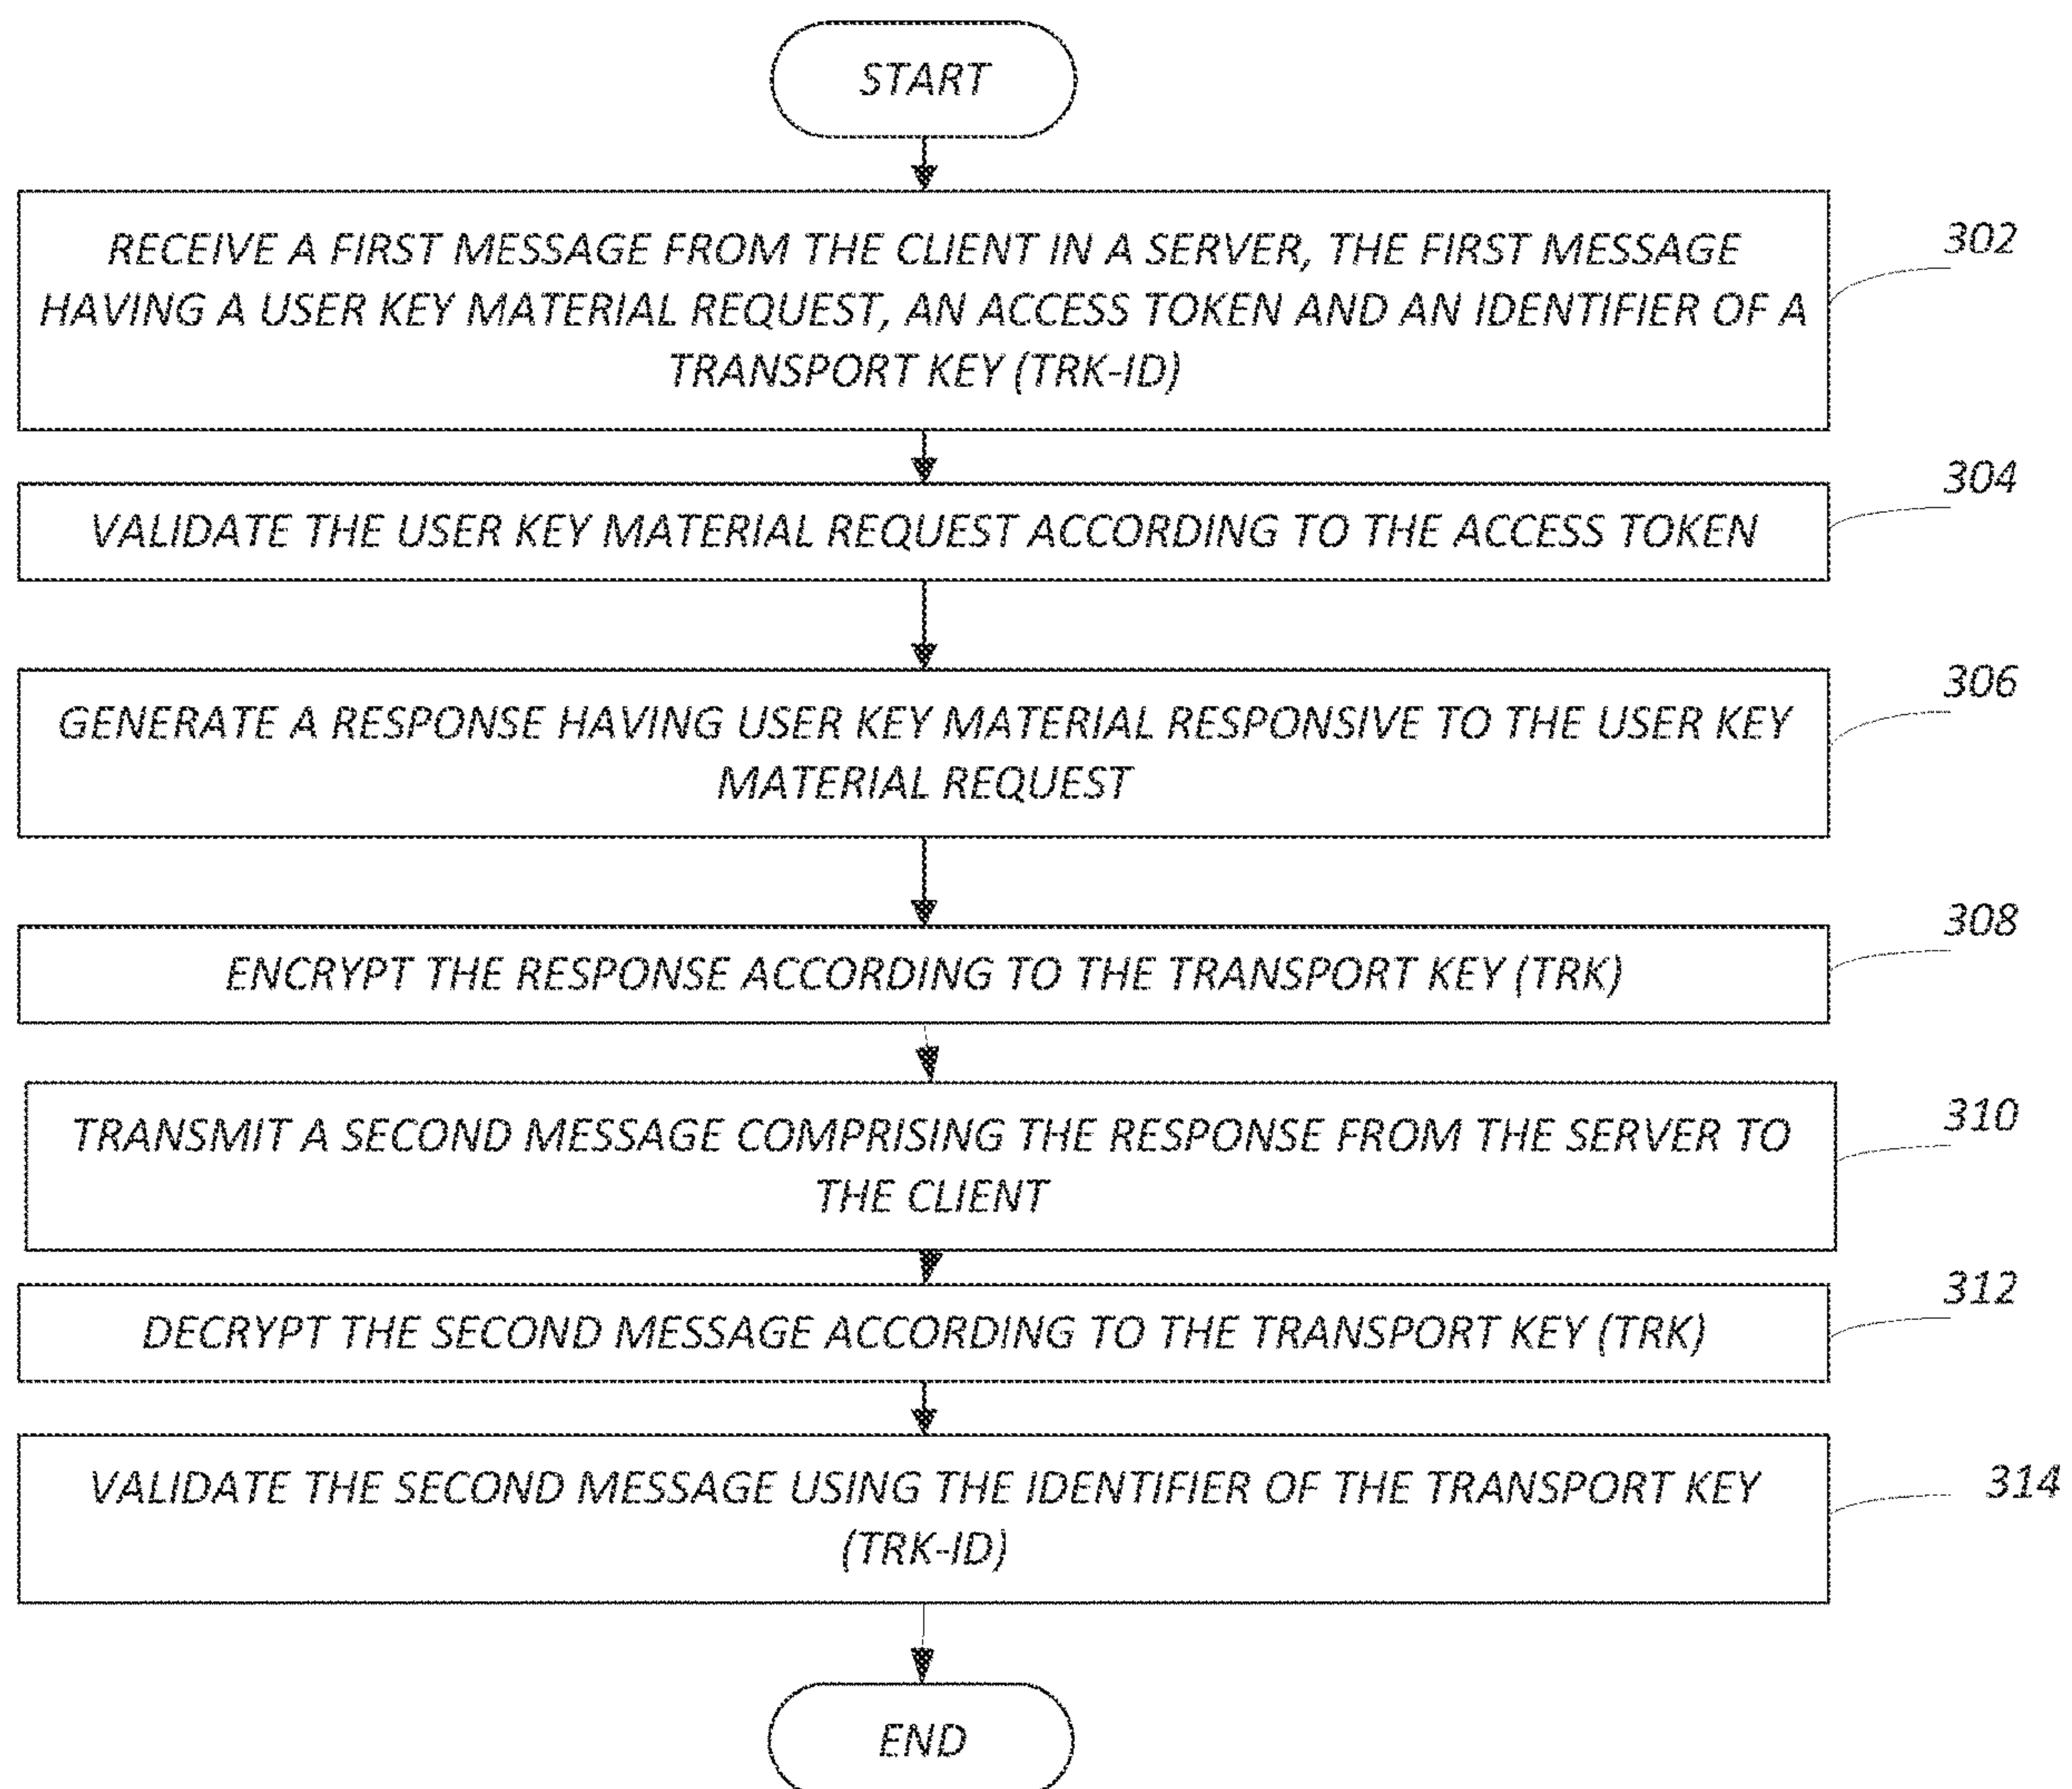 START
RECEIVE A FIRST MESSAGE FROM THE CLIENT IN A SERVER, THE FIRST MESSAGE
HAVING A USER KEY MATERIAL REQUEST, AN ACCESS TOKEN AND AN IDENTIFIER OF A
TRANSPORT KEY (TRK-ID)
302
VALIDATE THE USER KEY MATERIAL REQUEST ACCORDING TO THE ACCESS TOKEN
304
GENERATE A RESPONSE HAVING USER KEY MATERIAL RESPONSIVE TO THE USER KEY
MATERIAL REQUEST
306
ENCRYPT THE RESPONSE ACCORDING TO THE TRANSPORT KEY (TRK)
308
TRANSMIT A SECOND MESSAGE COMPRISING THE RESPONSE FROM THE SERVER TO
THE CLIENT
310
DECRYPT THE SECOND MESSAGE ACCORDING TO THE TRANSPORT KEY (TRK)
312
VALIDATE THE SECOND MESSAGE USING THE IDENTIFIER OF THE TRANSPORT KEY
(TRK-ID)
314
END